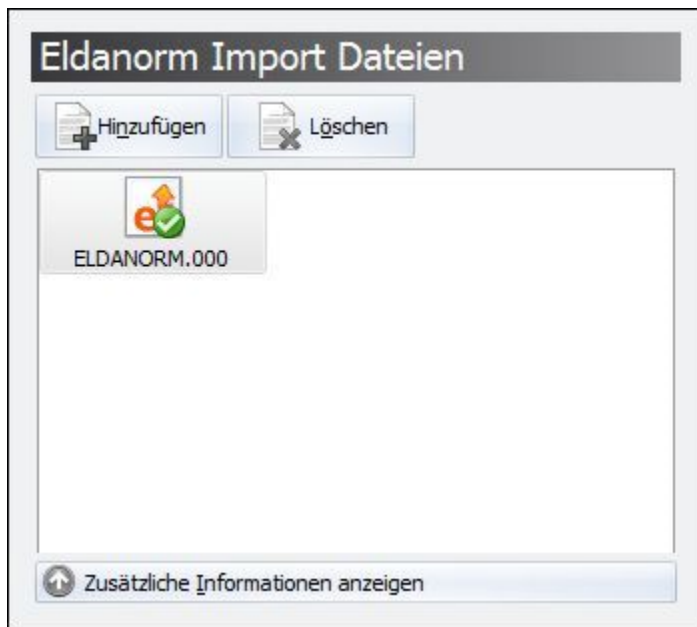 Eldanorm Import Dateien
Hinzufügen Löschen
ELDANORM.000
Zusätzliche Informationen anzeigen